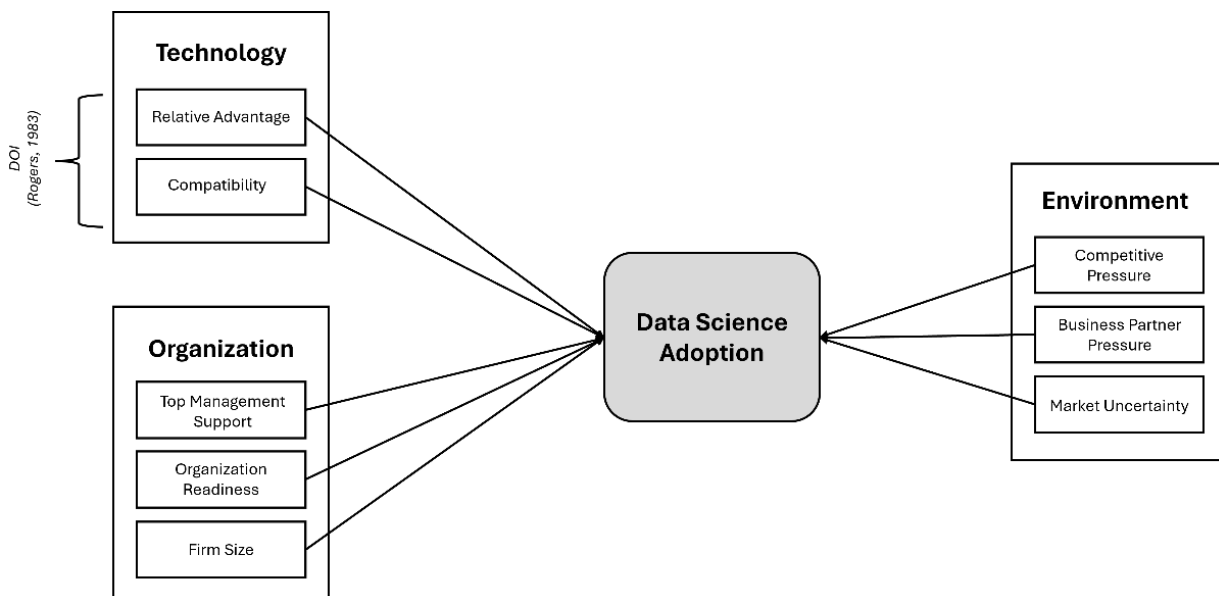 Technology
Relative Advantage
Compatibility
DOI
(Rogers, 1983)
Organization
Top Management
Support
Organization
Readiness
Firm Size
Data Science
Adoption
Environment
Competitive
Pressure
Business Partner
Pressure
Market Uncertainty